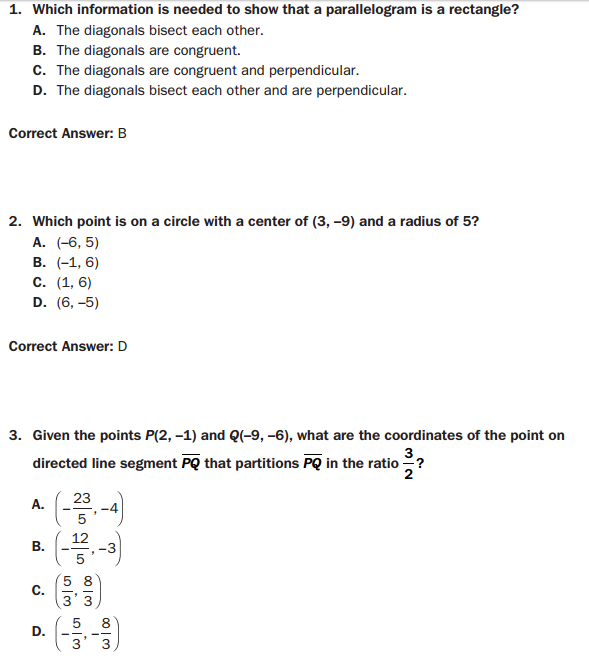 1. Which information is needed to show that a parallelogram is a rectangle?
A. The diagonals bisect each other.
B. The diagonals are congruent.
C. The diagonals are congruent and perpendicular.
D. The diagonals bisect each other and are perpendicular.
Correct Answer: B
2. Which point is on a circle with a center of (3, –9) and a radius of 5?
A. (–6, 5)
B. (–1, 6)
C. (1, 6)
D. (6, –5)
Correct Answer: D
3. Given the points P(2, –1) and Q(–9, –6), what are the coordinates of the point on
directed line segment P̅Q̅ that partitions P̅Q̅ in the ratio 3/2?
A. (–23/5, –4)
B. (–12/5, –3)
C. (5/3, 8/3)
D. (–5/3, –8/3)